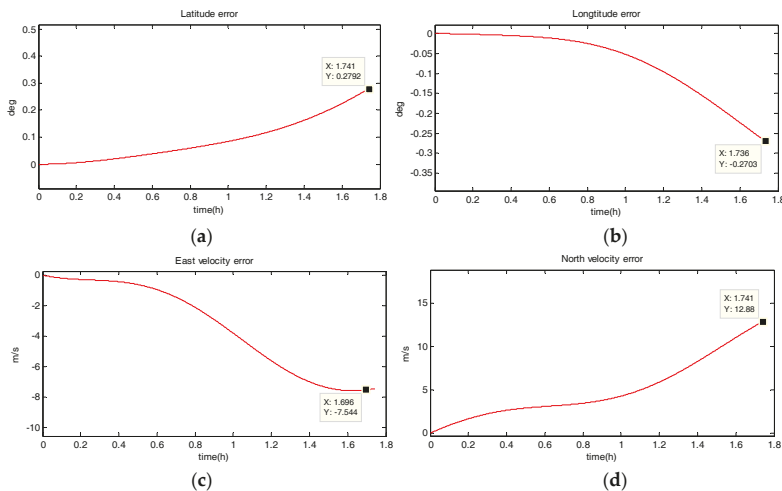 Latitude error
0.5
0.4
0.3
0.2
0.1
0
deg
X: 1.741
Y: 0.2792
0 0.2 0.4 0.6 0.8 1 1.2 1.4 1.6 1.8
time(h)
(a)
Longtitude error
0
-0.05
-0.1
-0.15
-0.2
-0.25
-0.3
-0.35
deg
X: 1.736
Y: -0.2703
0 0.2 0.4 0.6 0.8 1 1.2 1.4 1.6 1.8
time(h)
(b)
East velocity error
0
-2
-4
-6
-8
-10
m/s
X: 1.696
Y: -7.544
0 0.2 0.4 0.6 0.8 1 1.2 1.4 1.6 1.8
time(h)
(c)
North velocity error
15
10
5
0
m/s
X: 1.741
Y: 12.88
0 0.2 0.4 0.6 0.8 1 1.2 1.4 1.6 1.8
time(h)
(d)